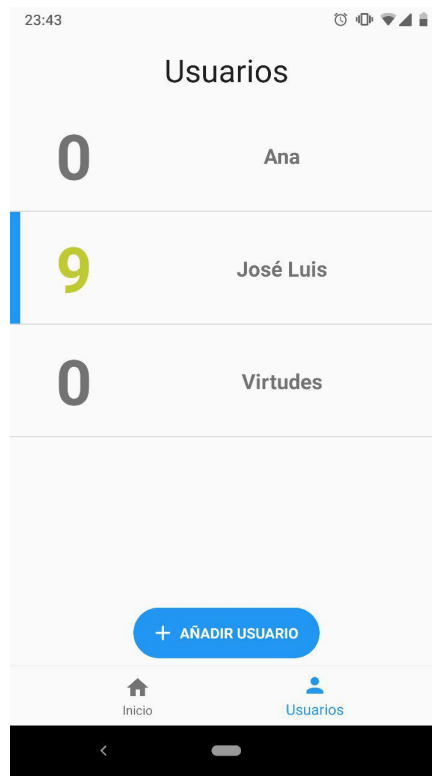 23:43
Usuarios
0 Ana
9 José Luis
0 Virtudes
AÑADIR USUARIO
Inicio Usuarios